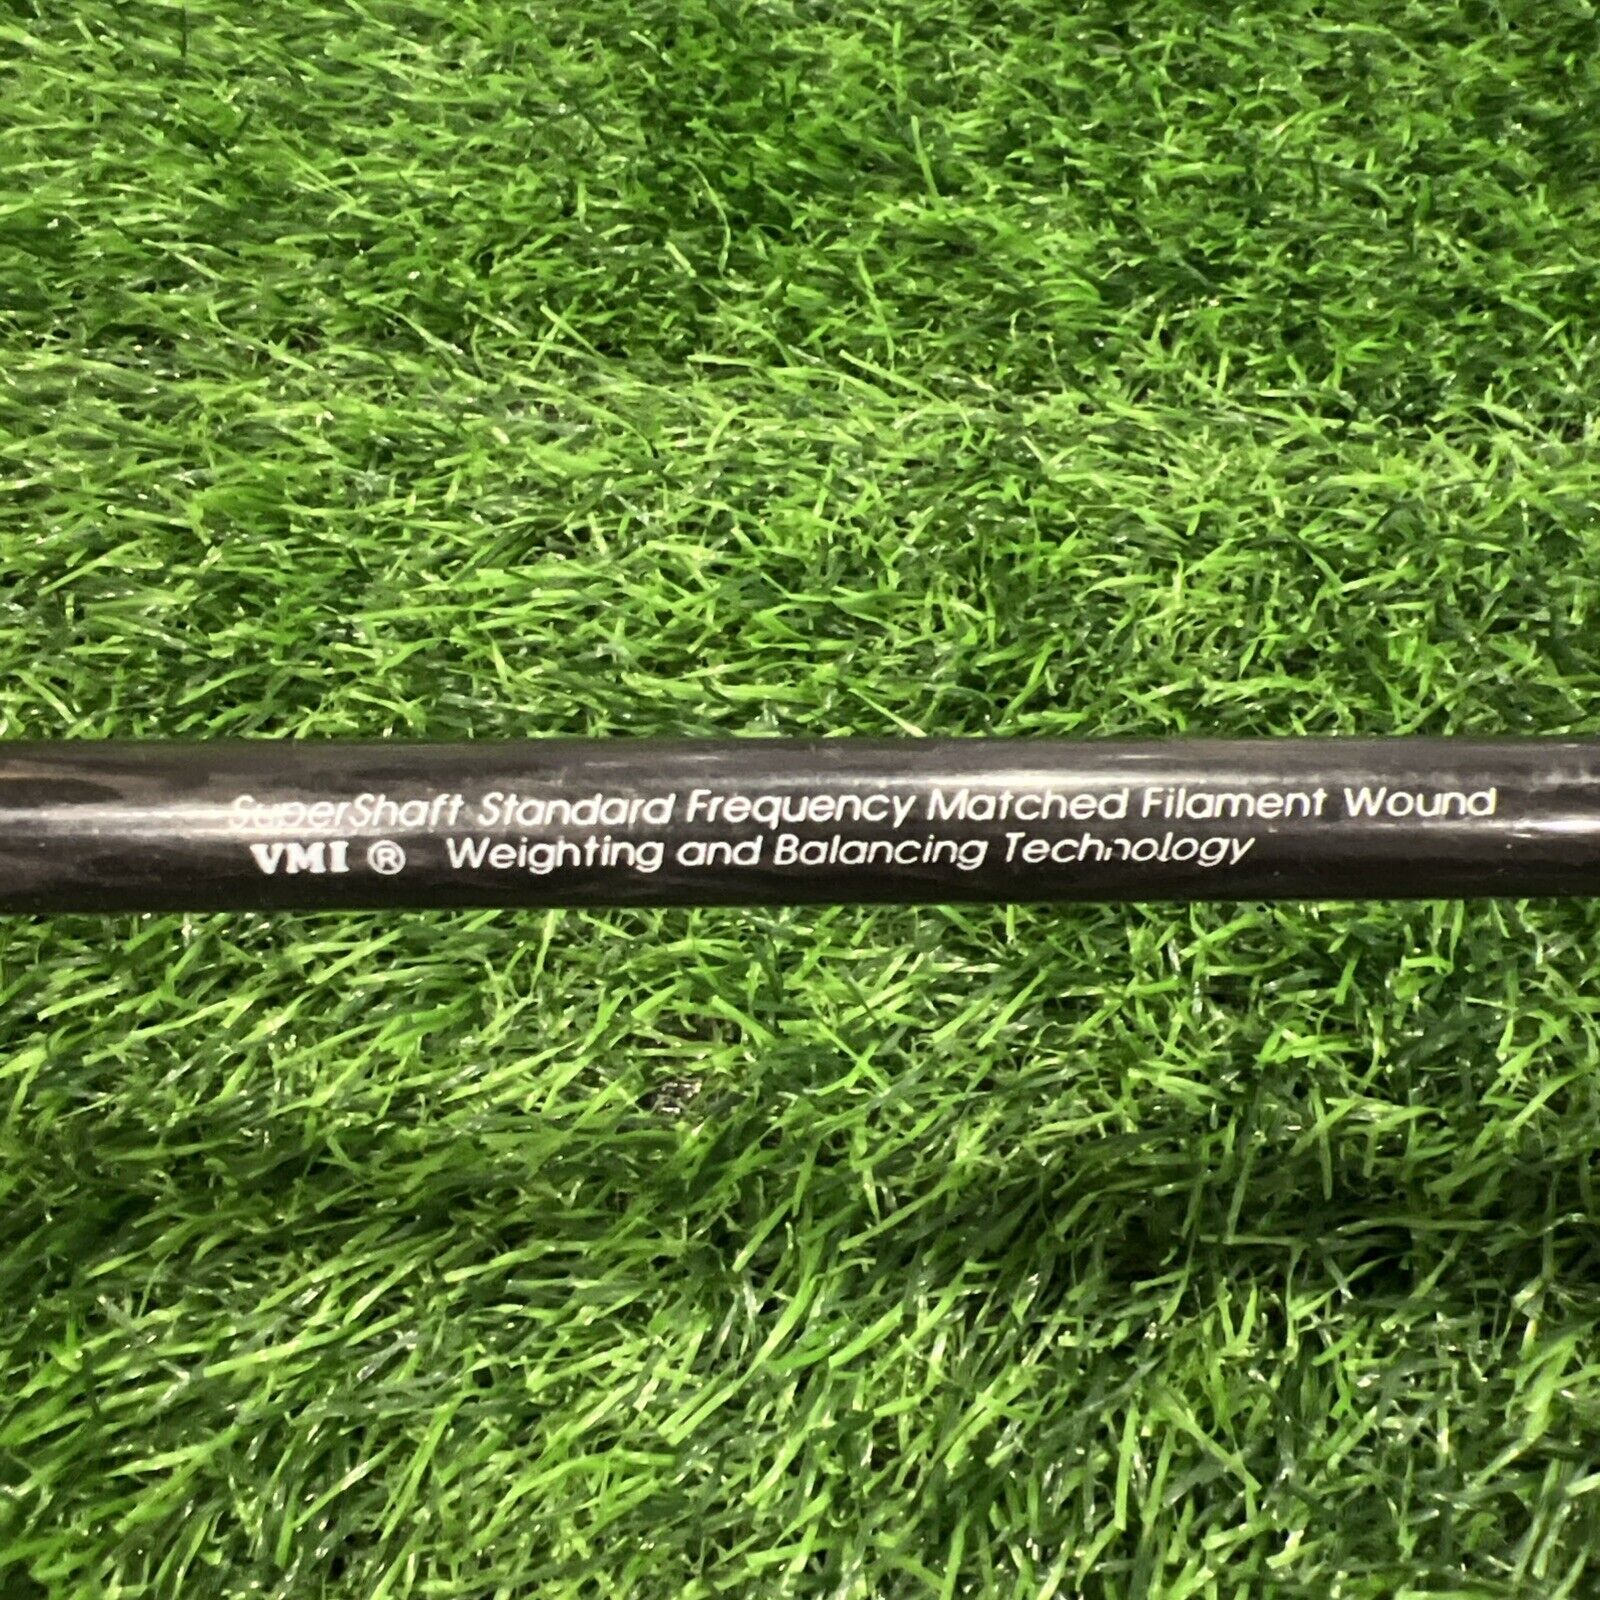 SuperShaft Standard Frequency Matched Filament Wound
VMI ® Weighting and Balancing Technology